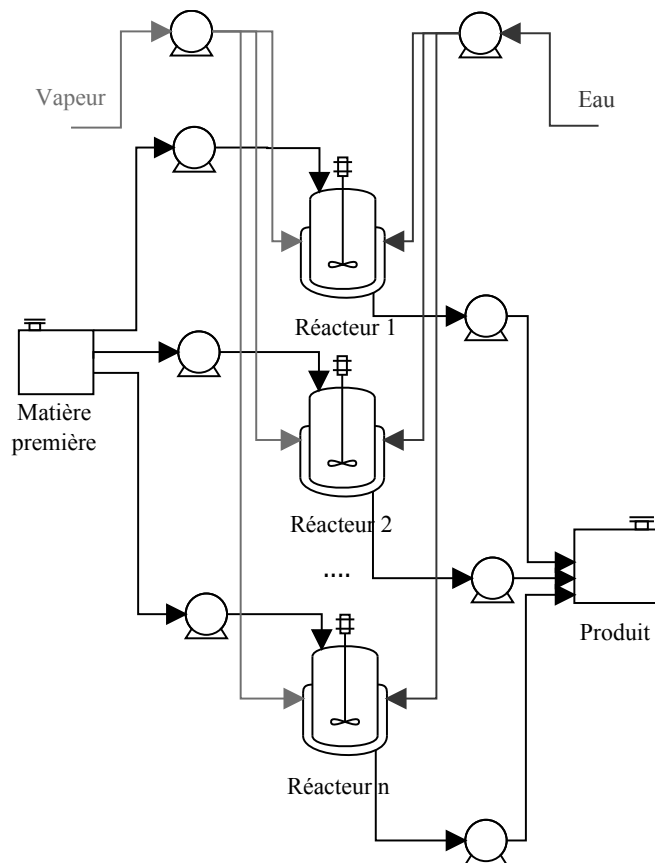 Vapeur
Eau
Réacteur 1
Matière
première
Réacteur 2
....
Produit
Réacteur n